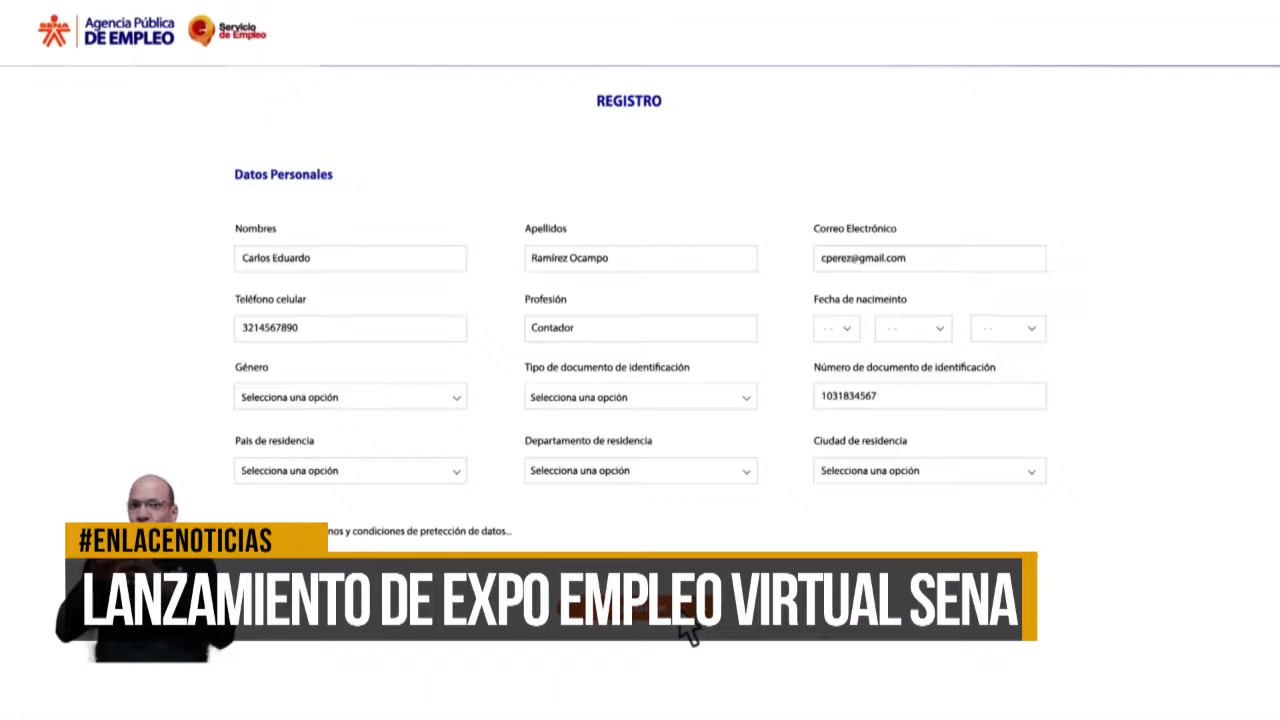 SENA
Agencia Pública
DE EMPLEO
Servicio
de Empleo
REGISTRO
Datos Personales
Nombres
Apellidos
Correo Electrónico
Carlos Eduardo
Ramírez Ocampo
cperez@gmail.com
Teléfono celular
Profesión
Fecha de nacimeinto
3214567890
Contador
- -
- -
- -
Género
Tipo de documento de identificación
Número de documento de identificación
Selecciona una opción
Selecciona una opción
1031834567
País de residencia
Departamento de residencia
Ciudad de residencia
Selecciona una opción
Selecciona una opción
Selecciona una opción
y condiciones de pretección de datos...
#ENLACENOTICIAS
LANZAMIENTO DE EXPO EMPLEO VIRTUAL SENA